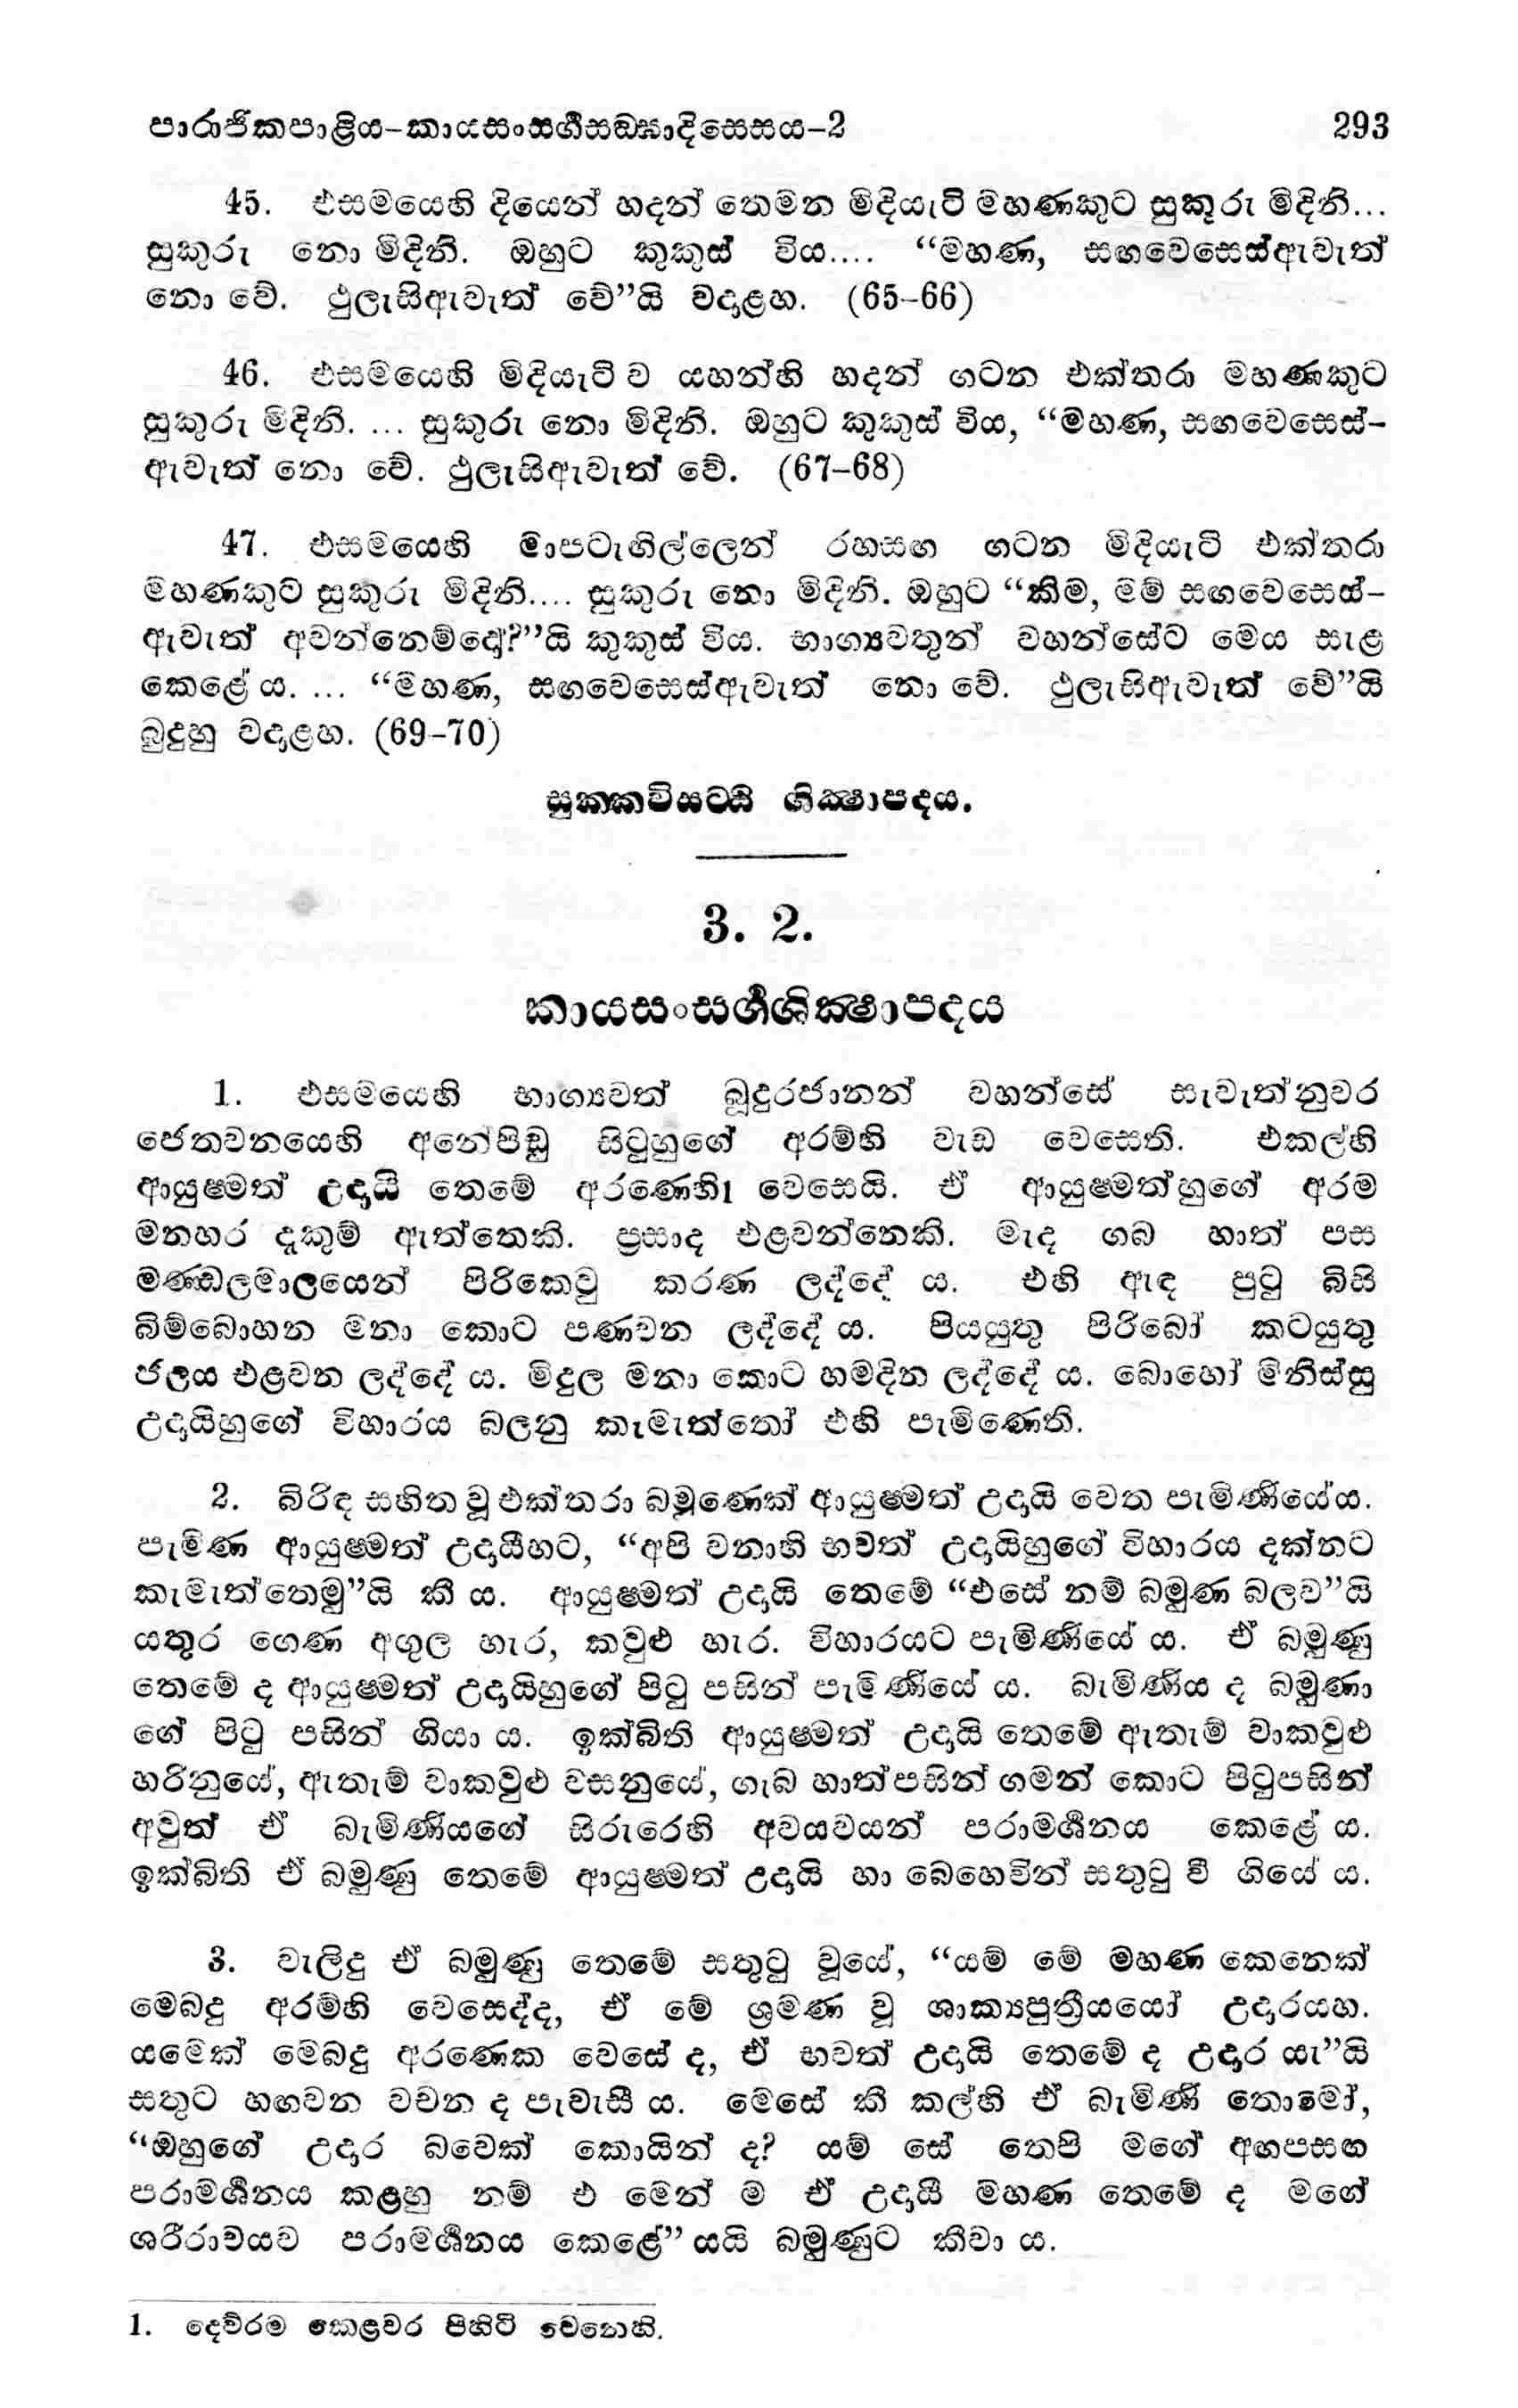 පාරාජිකපාළිය-කායසංසර්ගසඞ්ඝාදිසෙසය-2 293
45. එසමයෙහි දියෙන් හදන් තෙමන මිදියැටි මහණකුට සුකුරු මිදිනි...
සුකුරු නො මිදිනි. ඔහුට කුකුස් විය.... “මහණ, සඟවෙසෙස්ඇවැත්
නො වේ. ථුලැසිඇවැත් වේ”යි වදාළහ. (65-66)
46. එසමයෙහි මිදියැටි ව යහන්හි හදන් ගටන එක්තරා මහණකුට
සුකුරු මිදිනි. ... සුකුරු නො මිදිනි. ඔහුට කුකුස් විය, “මහණ, සඟවෙසෙස්-
ඇවැත් නො වේ. ථුලැසිඇවැත් වේ. (67-68)
47. එසමයෙහි මාපටැඟිල්ලෙන් රහසඟ ගටන මිදියැටි එක්තරා
මහණකුට සුකුරු මිදිනි.... සුකුරු නො මිදිනි. ඔහුට “කිම, මම් සඟවෙසෙස්-
ඇවැත් අවන්නෙම්දෝ?”යි කුකුස් විය. භාග්‍යවතුන් වහන්සේට මෙය සැළ
කෙළේ ය. ... “මහණ, සඟවෙසෙස්ඇවැත් නො වේ. ථුලැසිඇවැත් වේ”යි
බුදුහු වදාළහ. (69-70)
සුක්කවිසට්ඨි ශික්‍ෂාපදය.
3. 2.
කායසංසර්ගශික්‍ෂාපදය
1. එසමයෙහි භාග්‍යවත් බුදුරජානන් වහන්සේ සැවැත්නුවර
ජෙතවනයෙහි අනේපිඬු සිටුහුගේ අරම්හි වැඩ වෙසෙති. එකල්හි
ආයුෂ්මත් උදායි තෙමේ අරණෙහි1 වෙසෙයි. ඒ ආයුෂ්මත්හුගේ අරම
මනහර දැකුම් ඇත්තෙකි. ප්‍රසාද එළවන්නෙකි. මැද ගබ හාත් පස
මණ්ඩලමාලයෙන් පිරිකෙවු කරණ ලද්දේ ය. එහි ඇඳ පුටු බිසි
බිම්බොහන මනා කොට පණවන ලද්දේ ය. පියයුතු පිරිබෝ කටයුතු
ජලය එළවන ලද්දේ ය. මිදුල මනා කොට හමදින ලද්දේ ය. බොහෝ මිනිස්සු
උදායිහුගේ විහාරය බලනු කැමැත්තෝ එහි පැමිණෙති.
2. බිරිඳ සහිත වූ එක්තරා බමුණෙක් ආයුෂ්මත් උදායි වෙත පැමිණියේය.
පැමිණ ආයුෂ්මත් උදායීහට, “අපි වනාහි භවත් උදායිහුගේ විහාරය දක්නට
කැමැත්තෙමු”යි කී ය. ආයුෂ්මත් උදායි තෙමේ “එසේ නම් බමුණ බලව”යි
යතුර ගෙණ අගුල හැර, කවුළු හැර. විහාරයට පැමිණියේ ය. ඒ බමුණු
තෙමේ ද ආයුෂ්මත් උදායිහුගේ පිටු පසින් පැමිණියේ ය. බැමිණිය ද බමුණා
ගේ පිටු පසින් ගියා ය. ඉක්බිති ආයුෂ්මත් උදායි තෙමේ ඇතැම් වාකවුළු
හරිනුයේ, ඇතැම් වාකවුළු වසනුයේ, ගැබ හාත්පසින් ගමන් කොට පිටුපසින්
අවුත් ඒ බැමිණියගේ සිරුරෙහි අවයවයන් පරාමර්ශනය කෙළේ ය.
ඉක්බිති ඒ බමුණු තෙමේ ආයුෂ්මත් උදායි හා බෙහෙවින් සතුටු වී ගියේ ය.
3. වැලිදු ඒ බමුණු තෙමේ සතුටු වූයේ, “යම් මේ මහණ කෙනෙක්
මෙබඳු අරම්හි වෙසෙද්ද, ඒ මේ ශ්‍රමණ වූ ශාක්‍යපුත්‍රීයයෝ උදාරයහ.
යමෙක් මෙබඳු අරණෙක වෙසේ ද, ඒ භවත් උදායි තෙමේ ද උදාර යැ”යි
සතුට හඟවන වචන ද පැවැසී ය. මෙසේ කී කල්හි ඒ බැමිණි තොමෝ,
“ඔහුගේ උදාර බවෙක් කොයින් ද? යම් සේ තෙපි මගේ අඟපසඟ
පරාමර්ශනය කළහු නම් එ මෙන් ම ඒ උදායී මහණ තෙමේ ද මගේ
ශරීරාවයව පරාමර්ශනය කෙළේ” යයි බමුණුට කීවා ය.
1. දෙව්රම කෙළවර පිහිටි වෙනෙහි.